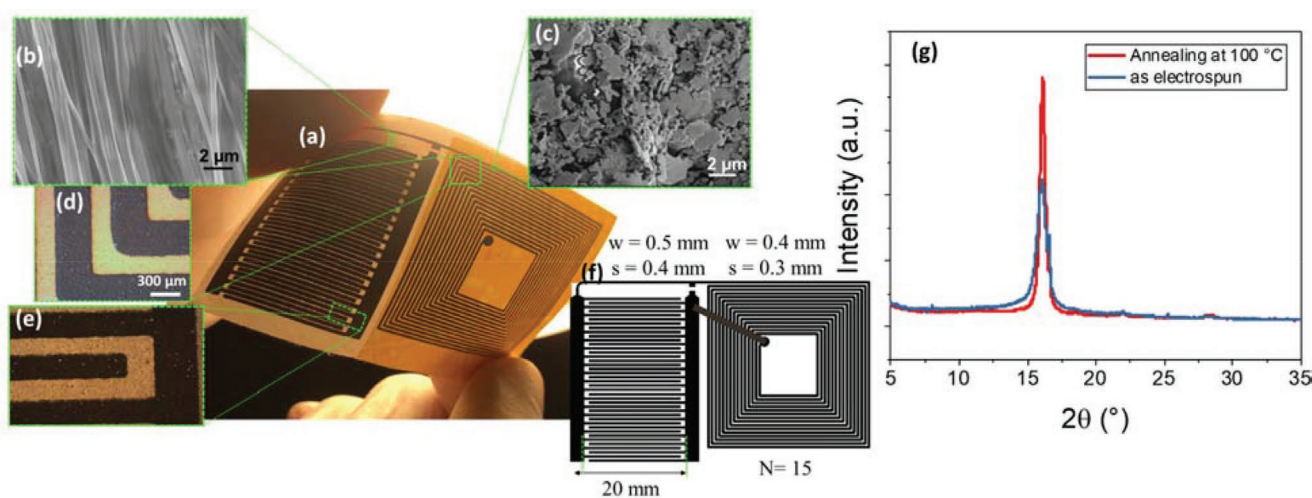 (b)
2 µm
(a)
(c)
2 µm
(d)
300 µm
(e)
w = 0.5 mm w = 0.4 mm
s = 0.4 mm s = 0.3 mm
(f)
20 mm
N= 15
(g)
Annealing at 100 °C
as electrospun
Intensity (a.u.)
5 10 15 20 25 30 35
2θ (°)